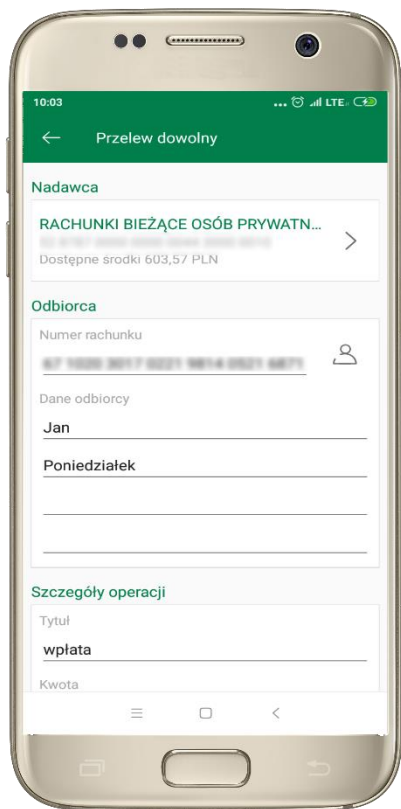 10:03
... LTE
Przelew dowolny
Nadawca
RACHUNKI BIEŻĄCE OSÓB PRYWATN...
Dostępne środki 603,57 PLN
Odbiorca
Numer rachunku
Dane odbiorcy
Jan
Poniedziałek
Szczegóły operacji
Tytuł
wpłata
Kwota